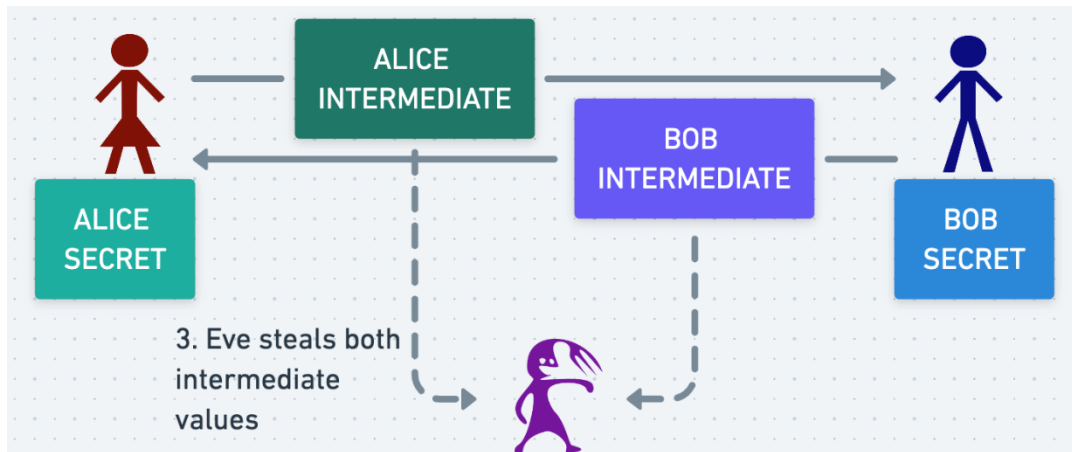 ALICE
INTERMEDIATE
BOB
INTERMEDIATE
ALICE
SECRET
BOB
SECRET
3. Eve steals both
intermediate
values